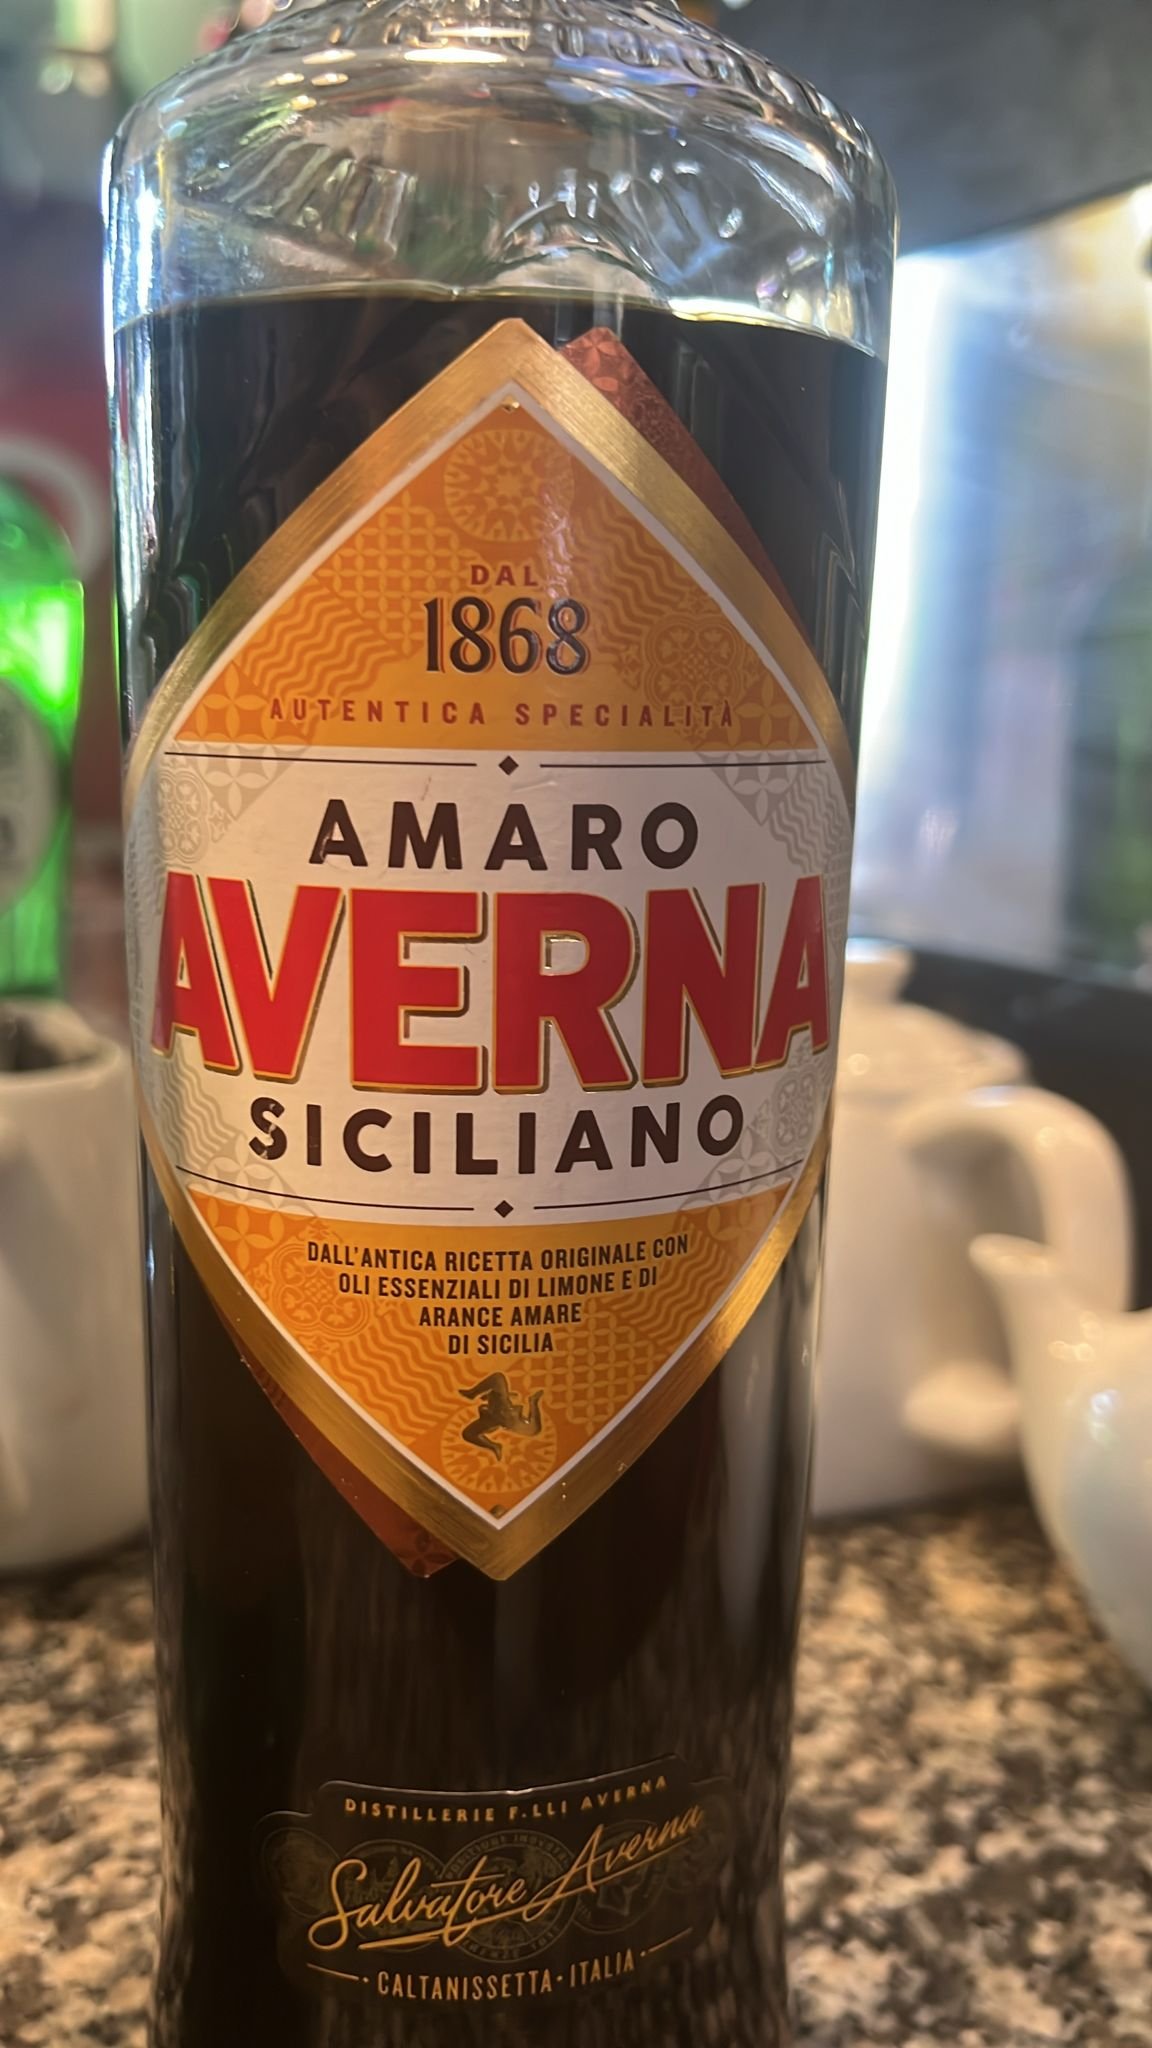 DAL
1868
AUTENTICA SPECIALITÀ
AMARO
AVERNA
SICILIANO
DALL'ANTICA RICETTA ORIGINALE CON
OLI ESSENZIALI DI LIMONE E DI
ARANCE AMARE
DI SICILIA
DISTILLERIE F.LLI AVERNA
Salvatore Averna
CALTANISSETTA · ITALIA